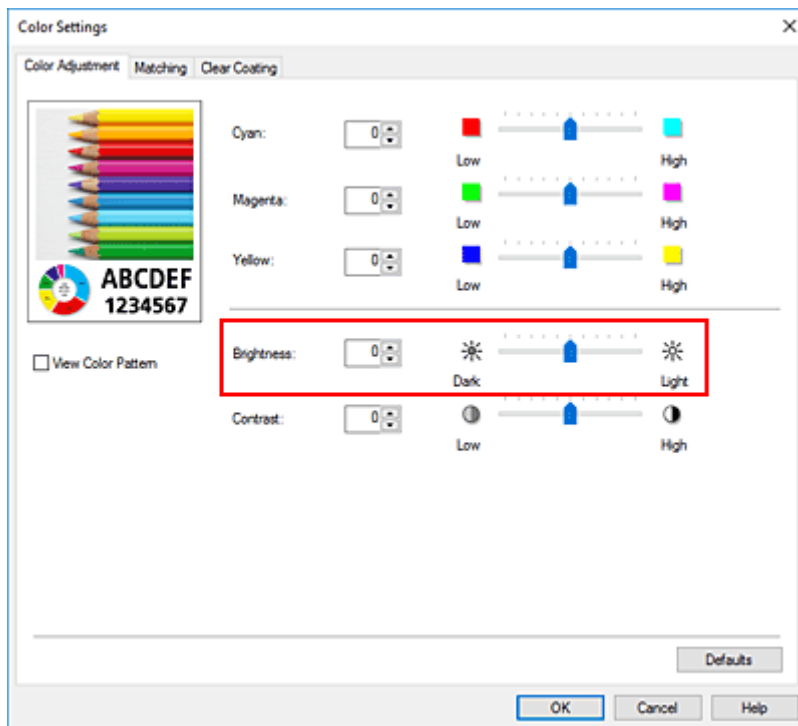 Color Settings
Color Adjustment Matching Clear Coating
Cyan: 0
Low High
Magenta: 0
Low High
Yellow: 0
Low High
ABCDEF
1234567
View Color Pattern
Brightness: 0
Dark Light
Contrast: 0
Low High
Defaults
OK Cancel Help